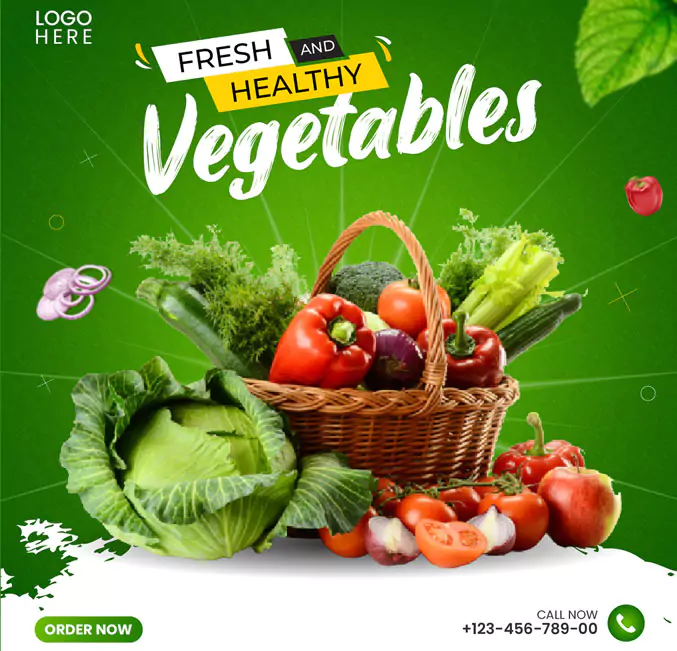 LOGO
HERE
FRESH AND
HEALTHY
Vegetables
ORDER NOW
CALL NOW
+123-456-789-00